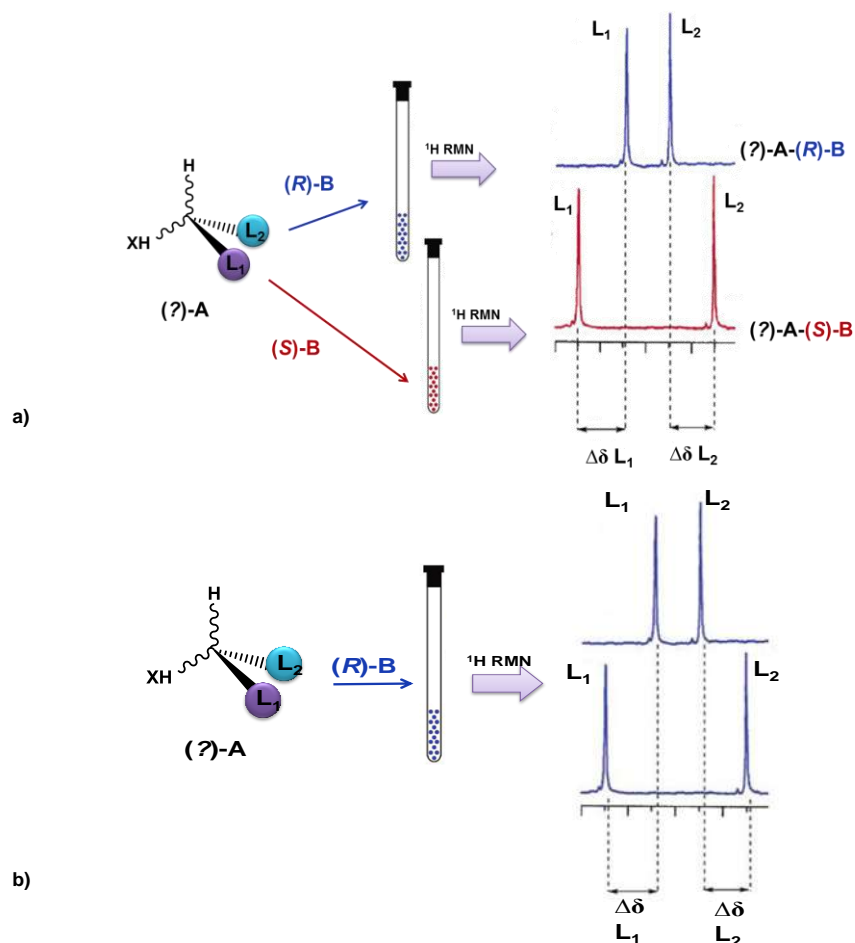 L₁ L₂
H
(R)-B
¹H RMN
(?)-A-(R)-B
L₂
XH
L₁
L₁ L₂
(?)-A
¹H RMN
(S)-B
(?)-A-(S)-B
a)
Δδ L₁ Δδ L₂
L₁ L₂
H
L₂
(R)-B
¹H RMN
XH
L₁
L₁ L₂
(?)-A
b)
Δδ Δδ
L₁ L₂